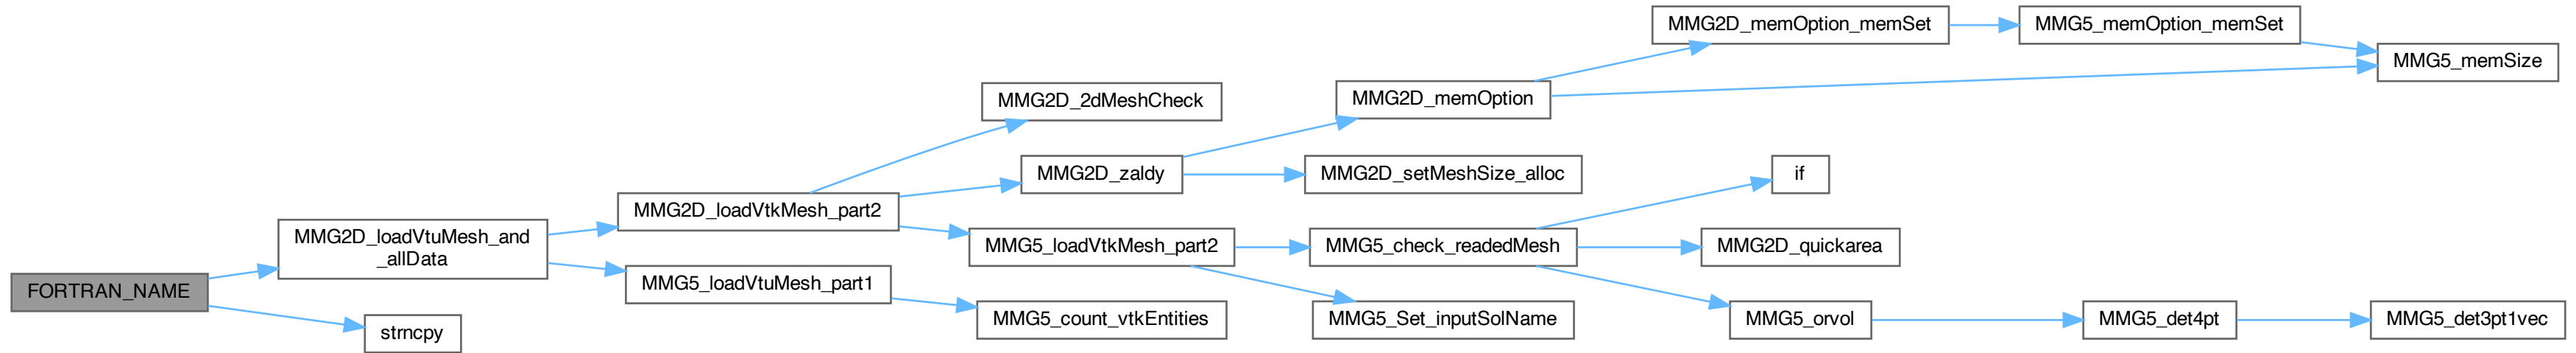 FORTRAN_NAME
MMG2D_loadVtuMesh_and
_allData
strncpy
MMG2D_loadVtkMesh_part2
MMG5_loadVtuMesh_part1
MMG2D_2dMeshCheck
MMG2D_zaldy
MMG5_loadVtkMesh_part2
MMG5_count_vtkEntities
MMG2D_memOption
MMG2D_setMeshSize_alloc
MMG5_check_readedMesh
MMG5_Set_inputSolName
MMG2D_memOption_memSet
MMG5_memOption_memSet
MMG5_memSize
if
MMG2D_quickarea
MMG5_orvol
MMG5_det4pt
MMG5_det3pt1vec